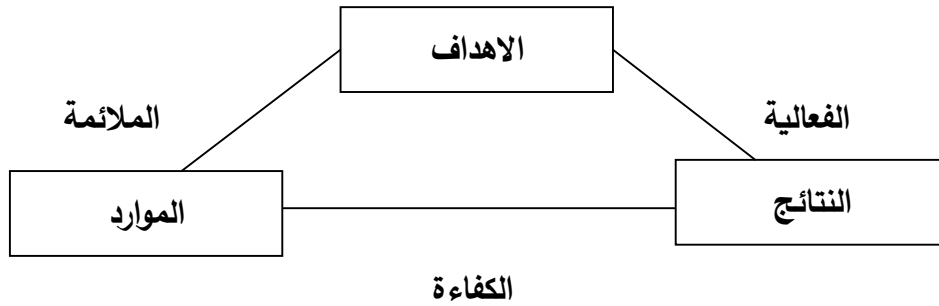 الاهداف
الملائمة
الفعالية
الموارد
النتائج
الكفاءة